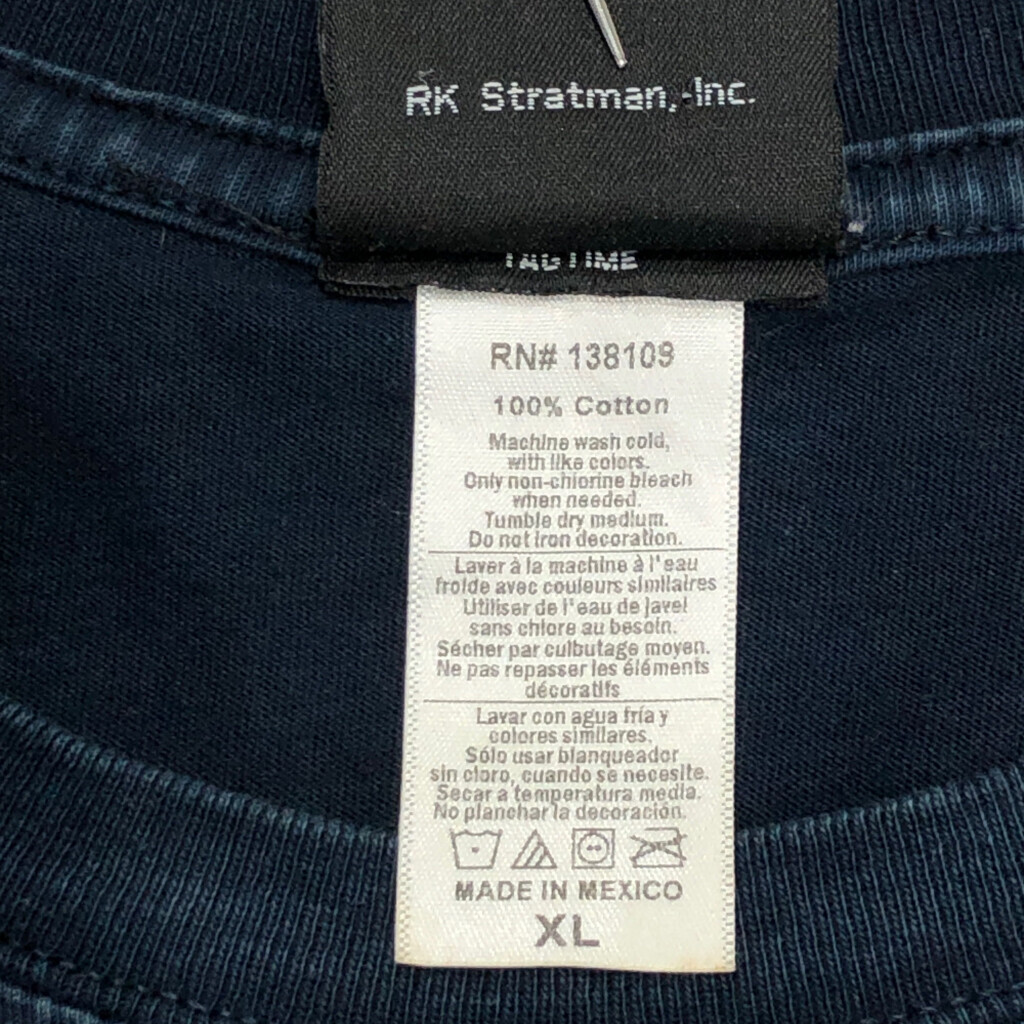 RK Stratman, Inc.
TAGTIME
RN# 138109
100% Cotton
Machine wash cold,
with like colors.
Only non-chlorine bleach
when needed.
Tumble dry medium.
Do not iron decoration.
Laver à la machine à l'eau
froide avec couleurs similaires
Utiliser de l'eau de javel
sans chlore au besoin.
Sécher par culbutage moyen.
Ne pas repasser les éléments
décoratifs
Lavar con agua fría y
colores similares.
Sólo usar blanqueador
sin cloro, cuando se necesite.
Secar a temperatura media.
No planchar la decoración.
MADE IN MEXICO
XL